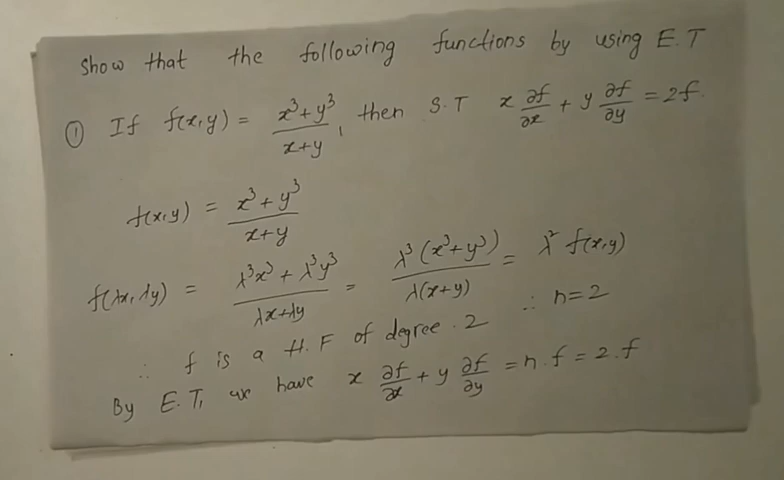 Show that the following functions by using E.T
① If f(x,y) = (x³+y³)/(x+y), then S.T x ∂f/∂x + y ∂f/∂y = 2f.
f(x,y) = (x³+y³)/(x+y)
f(λx, λy) = (λ³x³ + λ³y³)/(λx+λy) = λ³(x³+y³)/λ(x+y) = λ² f(x,y)
∴ f is a H.F of degree 2 ∴ n=2
By E.T, we have x ∂f/∂x + y ∂f/∂y = n.f = 2.f